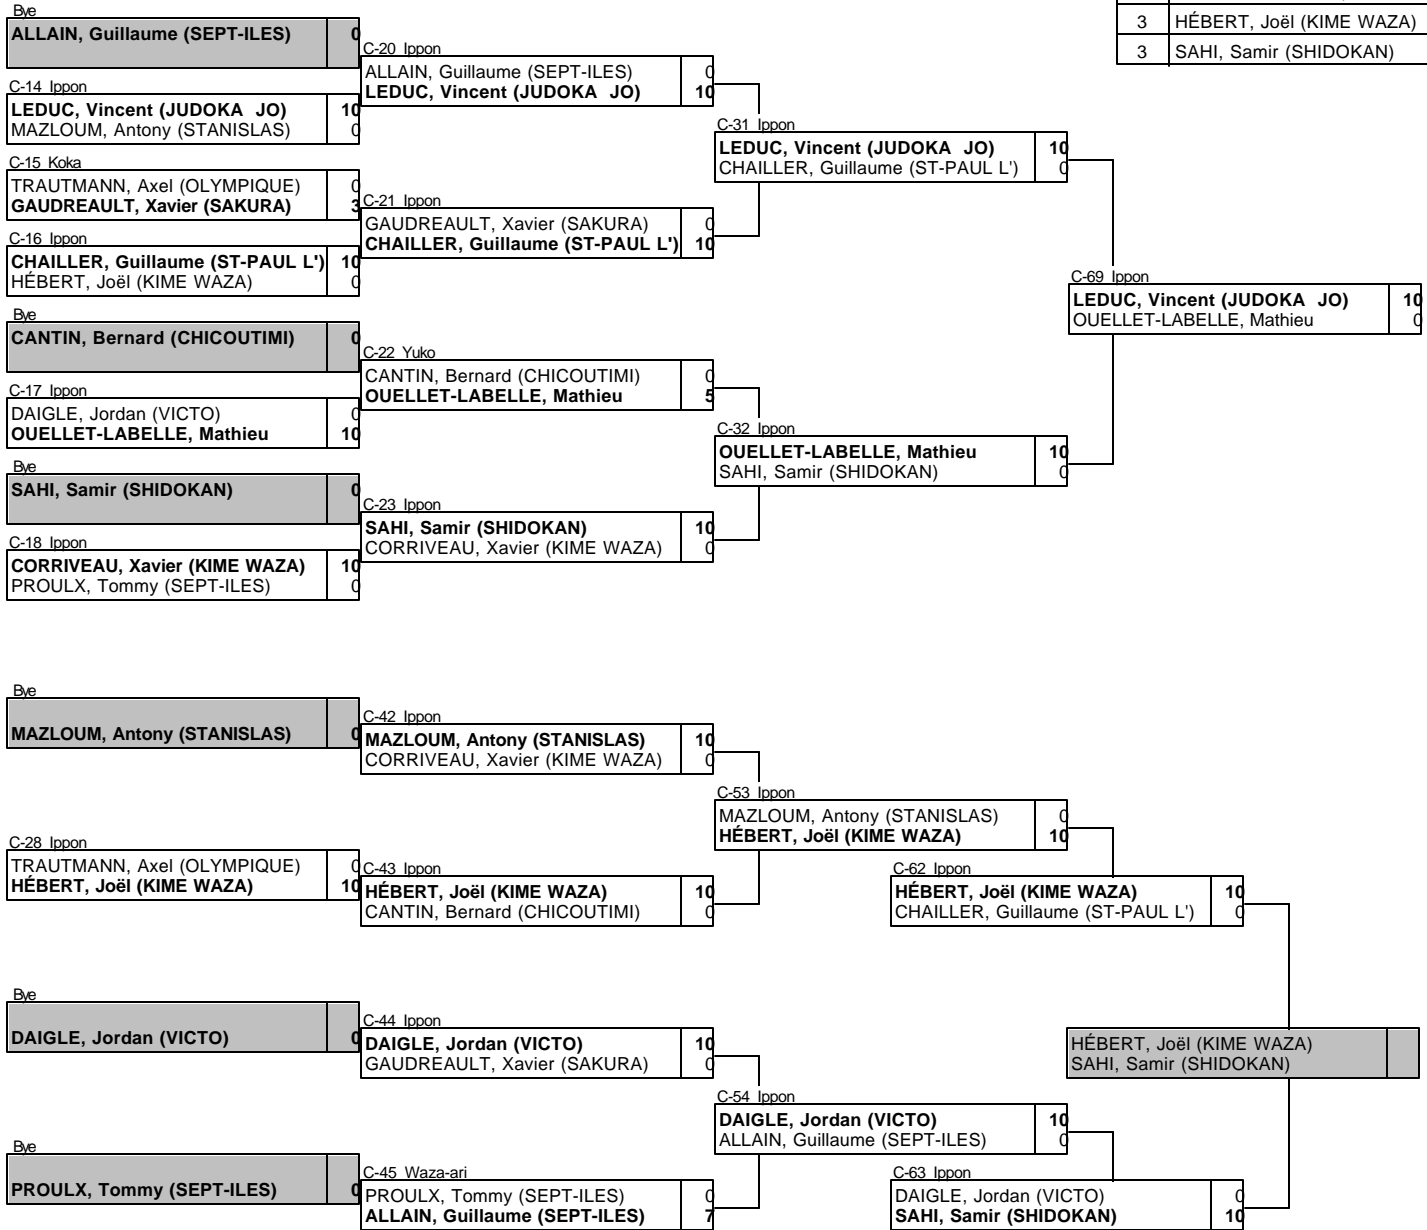 Bye
ALLAIN, Guillaume (SEPT-ILES) 0
C-14 Ippon
LEDUC, Vincent (JUDOKA JO) 10
MAZLOUM, Antony (STANISLAS) 0
C-15 Koka
TRAUTMANN, Axel (OLYMPIQUE) 0
GAUDREAULT, Xavier (SAKURA) 3
C-16 Ippon
CHAILLER, Guillaume (ST-PAUL L') 10
HÉBERT, Joël (KIME WAZA) 0
Bye
CANTIN, Bernard (CHICOUTIMI) 0
C-17 Ippon
DAIGLE, Jordan (VICTO) 0
OUELLET-LABELLE, Mathieu 10
Bye
SAHI, Samir (SHIDOKAN) 0
C-18 Ippon
CORRIVEAU, Xavier (KIME WAZA) 10
PROULX, Tommy (SEPT-ILES) 0
C-20 Ippon
ALLAIN, Guillaume (SEPT-ILES) 0
LEDUC, Vincent (JUDOKA JO) 10
C-21 Ippon
GAUDREAULT, Xavier (SAKURA) 0
CHAILLER, Guillaume (ST-PAUL L') 10
C-22 Yuko
CANTIN, Bernard (CHICOUTIMI) 0
OUELLET-LABELLE, Mathieu 5
C-23 Ippon
SAHI, Samir (SHIDOKAN) 10
CORRIVEAU, Xavier (KIME WAZA) 0
C-31 Ippon
LEDUC, Vincent (JUDOKA JO) 10
CHAILLER, Guillaume (ST-PAUL L') 0
C-32 Ippon
OUELLET-LABELLE, Mathieu 10
SAHI, Samir (SHIDOKAN) 0
C-69 Ippon
LEDUC, Vincent (JUDOKA JO) 10
OUELLET-LABELLE, Mathieu 0
3 HÉBERT, Joël (KIME WAZA)
3 SAHI, Samir (SHIDOKAN)
Bye
MAZLOUM, Antony (STANISLAS) 0
C-28 Ippon
TRAUTMANN, Axel (OLYMPIQUE) 0
HÉBERT, Joël (KIME WAZA) 10
Bye
DAIGLE, Jordan (VICTO) 0
Bye
PROULX, Tommy (SEPT-ILES) 0
C-42 Ippon
MAZLOUM, Antony (STANISLAS) 10
CORRIVEAU, Xavier (KIME WAZA) 0
C-43 Ippon
HÉBERT, Joël (KIME WAZA) 10
CANTIN, Bernard (CHICOUTIMI) 0
C-44 Ippon
DAIGLE, Jordan (VICTO) 10
GAUDREAULT, Xavier (SAKURA) 0
C-45 Waza-ari
PROULX, Tommy (SEPT-ILES) 0
ALLAIN, Guillaume (SEPT-ILES) 7
C-53 Ippon
MAZLOUM, Antony (STANISLAS) 0
HÉBERT, Joël (KIME WAZA) 10
C-54 Ippon
DAIGLE, Jordan (VICTO) 10
ALLAIN, Guillaume (SEPT-ILES) 0
C-62 Ippon
HÉBERT, Joël (KIME WAZA) 10
CHAILLER, Guillaume (ST-PAUL L') 0
C-63 Ippon
DAIGLE, Jordan (VICTO) 0
SAHI, Samir (SHIDOKAN) 10
HÉBERT, Joël (KIME WAZA)
SAHI, Samir (SHIDOKAN)